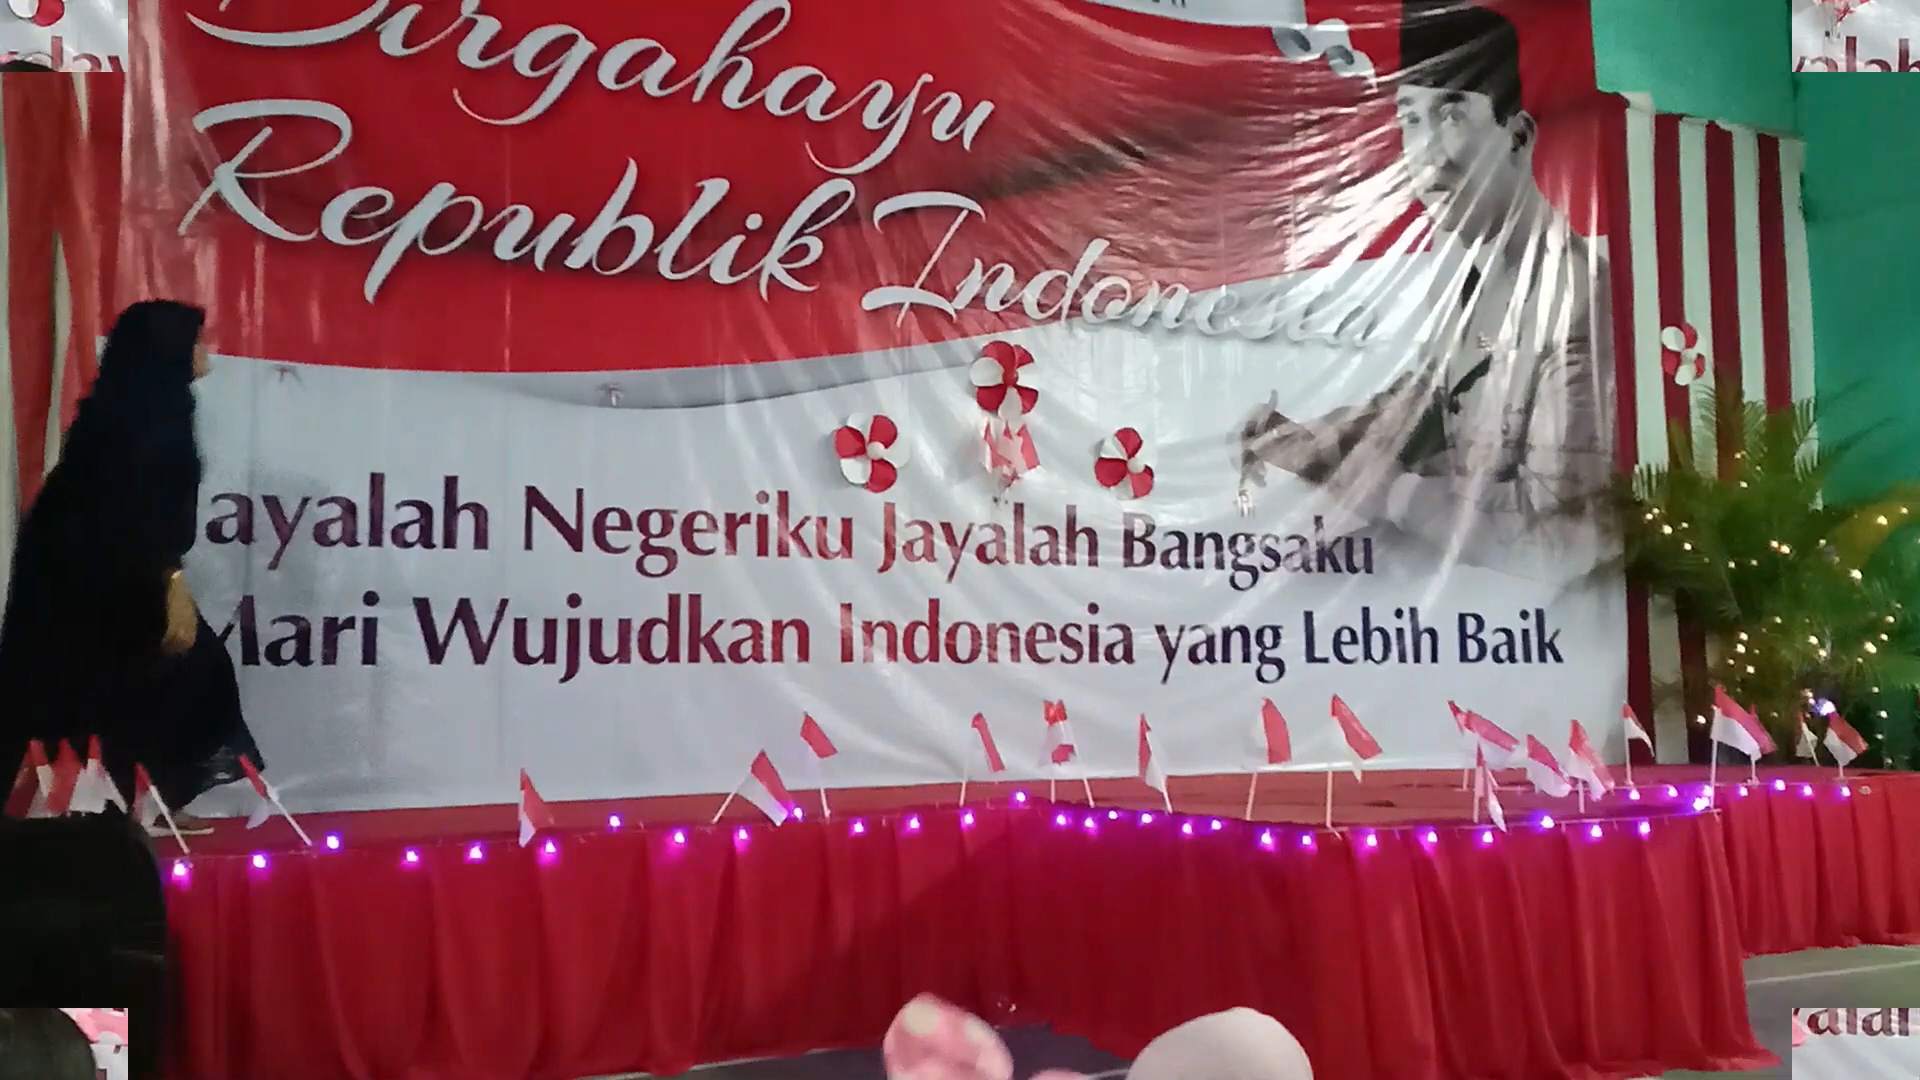 Dirgahayu
Republik Indonesia
Jayalah Negeriku Jayalah Bangsaku
Mari Wujudkan Indonesia yang Lebih Baik